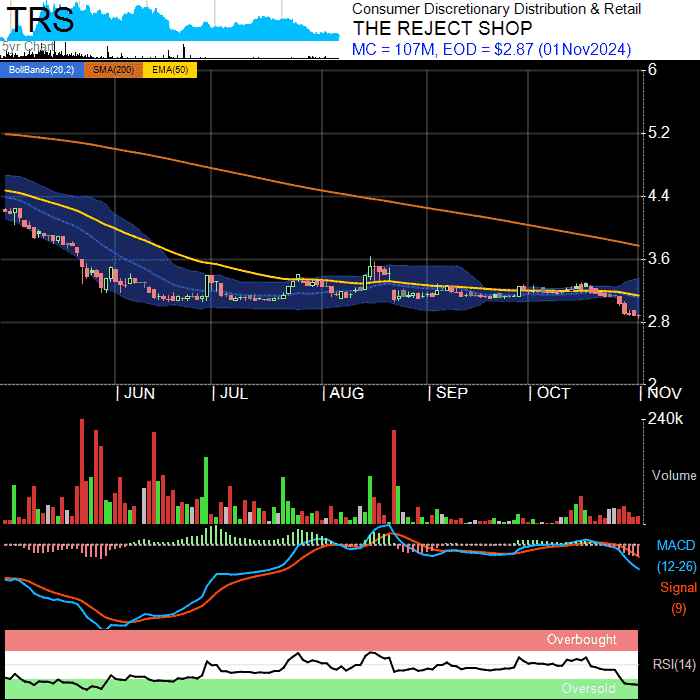 TRS
5yr Chart
Consumer Discretionary Distribution & Retail
THE REJECT SHOP
MC = 107M, EOD = $2.87 (01Nov2024)
BollBands(20,2) SMA(200) EMA(50)
6
5.2
4.4
3.6
2.8
2
JUN JUL AUG SEP OCT NOV
240k
Volume
MACD
(12-26)
Signal
(9)
Overbought
RSI(14)
Oversold